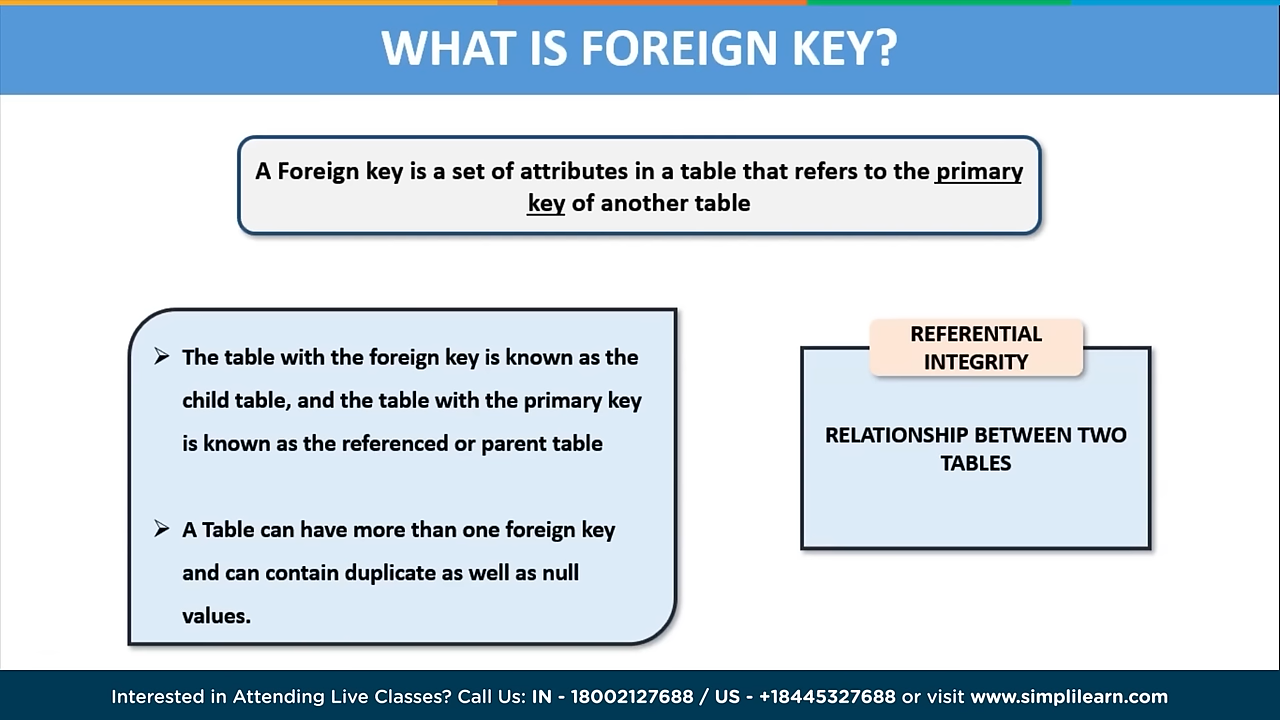 WHAT IS FOREIGN KEY?
A Foreign key is a set of attributes in a table that refers to the primary
key of another table
➢ The table with the foreign key is known as the
child table, and the table with the primary key
is known as the referenced or parent table
➢ A Table can have more than one foreign key
and can contain duplicate as well as null
values.
REFERENTIAL
INTEGRITY
RELATIONSHIP BETWEEN TWO
TABLES
Interested in Attending Live Classes? Call Us: IN - 18002127688 / US - +18445327688 or visit www.simplilearn.com